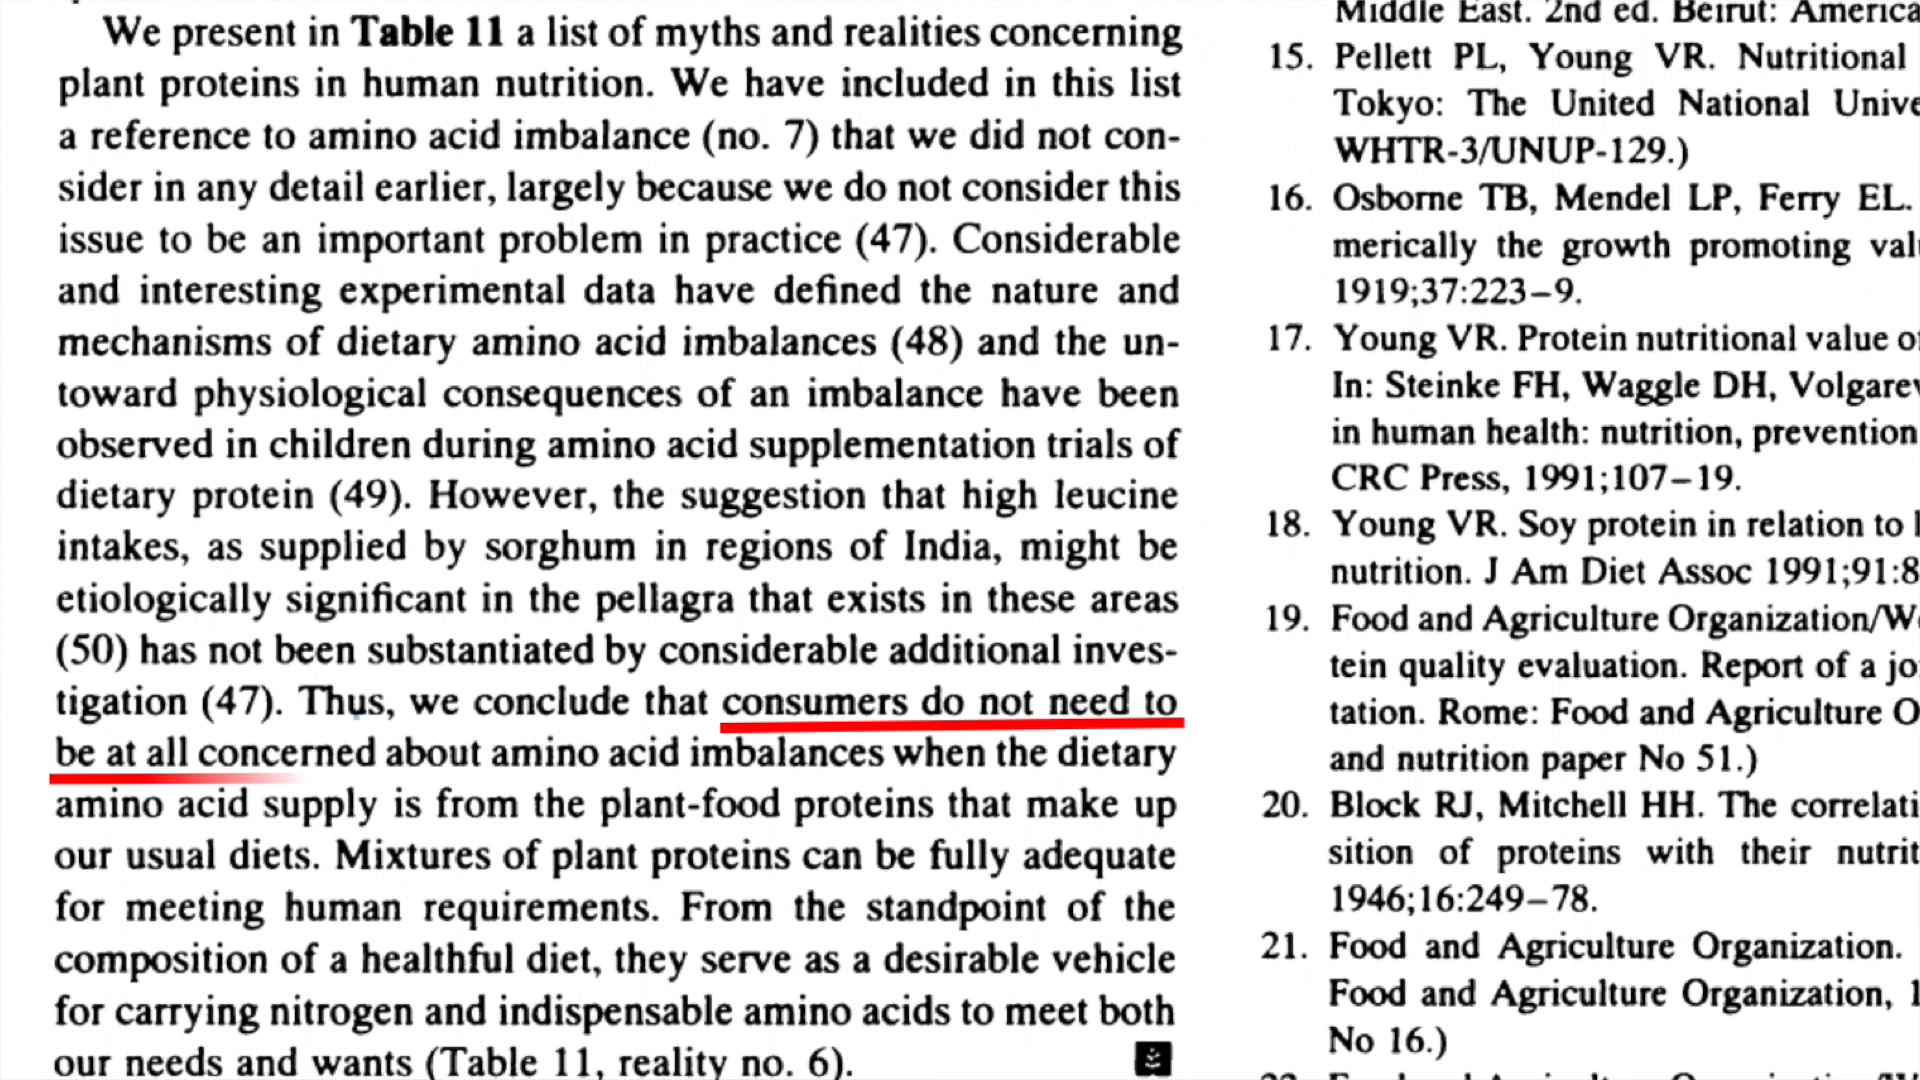 We present in Table 11 a list of myths and realities concerning
plant proteins in human nutrition. We have included in this list
a reference to amino acid imbalance (no. 7) that we did not con-
sider in any detail earlier, largely because we do not consider this
issue to be an important problem in practice (47). Considerable
and interesting experimental data have defined the nature and
mechanisms of dietary amino acid imbalances (48) and the un-
toward physiological consequences of an imbalance have been
observed in children during amino acid supplementation trials of
dietary protein (49). However, the suggestion that high leucine
intakes, as supplied by sorghum in regions of India, might be
etiologically significant in the pellagra that exists in these areas
(50) has not been substantiated by considerable additional inves-
tigation (47). Thus, we conclude that consumers do not need to
be at all concerned about amino acid imbalances when the dietary
amino acid supply is from the plant-food proteins that make up
our usual diets. Mixtures of plant proteins can be fully adequate
for meeting human requirements. From the standpoint of the
composition of a healthful diet, they serve as a desirable vehicle
for carrying nitrogen and indispensable amino acids to meet both
our needs and wants (Table 11, reality no. 6).
Middle East. 2nd ed. Beirut: America
15. Pellett PL, Young VR. Nutritional
Tokyo: The United National Unive
WHTR-3/UNUP-129.)
16. Osborne TB, Mendel LP, Ferry EL.
merically the growth promoting val
1919;37:223–9.
17. Young VR. Protein nutritional value o
In: Steinke FH, Waggle DH, Volgare
in human health: nutrition, prevention
CRC Press, 1991;107–19.
18. Young VR. Soy protein in relation to
nutrition. J Am Diet Assoc 1991;91:8
19. Food and Agriculture Organization/W
tein quality evaluation. Report of a jo
tation. Rome: Food and Agriculture O
and nutrition paper No 51.)
20. Block RJ, Mitchell HH. The correlati
sition of proteins with their nutrit
1946;16:249–78.
21. Food and Agriculture Organization.
Food and Agriculture Organization, 1
No 16.)